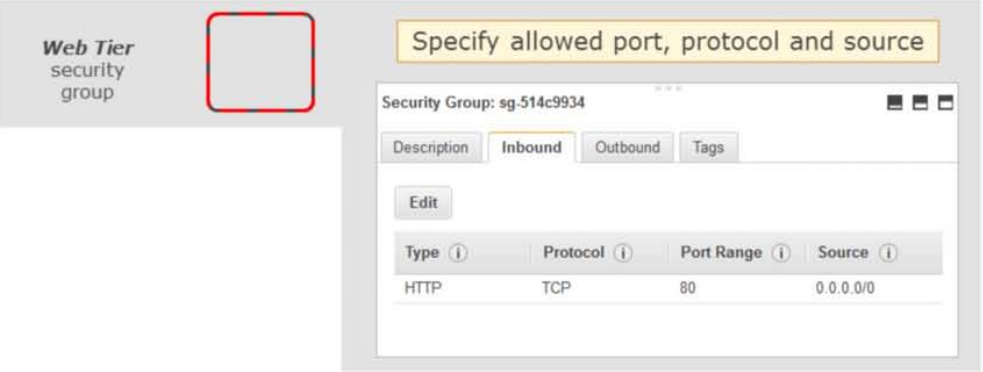 Web Tier
security
group
Specify allowed port, protocol and source
Security Group: sg-514c9934
Description Inbound Outbound Tags
Edit
Type i Protocol i Port Range i Source i
HTTP TCP 80 0.0.0.0/0